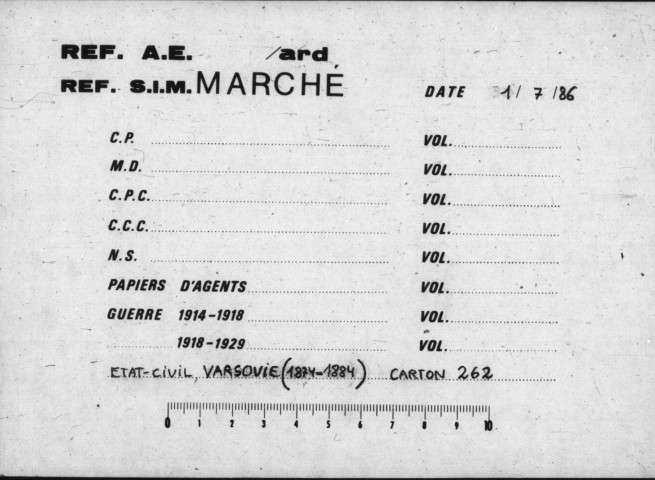 REF. A.E. /ard
REF. S.I.M. MARCHÉ DATE 1/7/86
C.P. VOL.
M.D. VOL.
C.P.C. VOL.
C.C.C. VOL.
N.S. VOL.
PAPIERS D'AGENTS VOL.
GUERRE 1914-1918 VOL.
1918-1929 VOL.
ETAT-CIVIL, VARSOVIE (1874-1884) CARTON 262
0 1 2 3 4 5 6 7 8 9 10